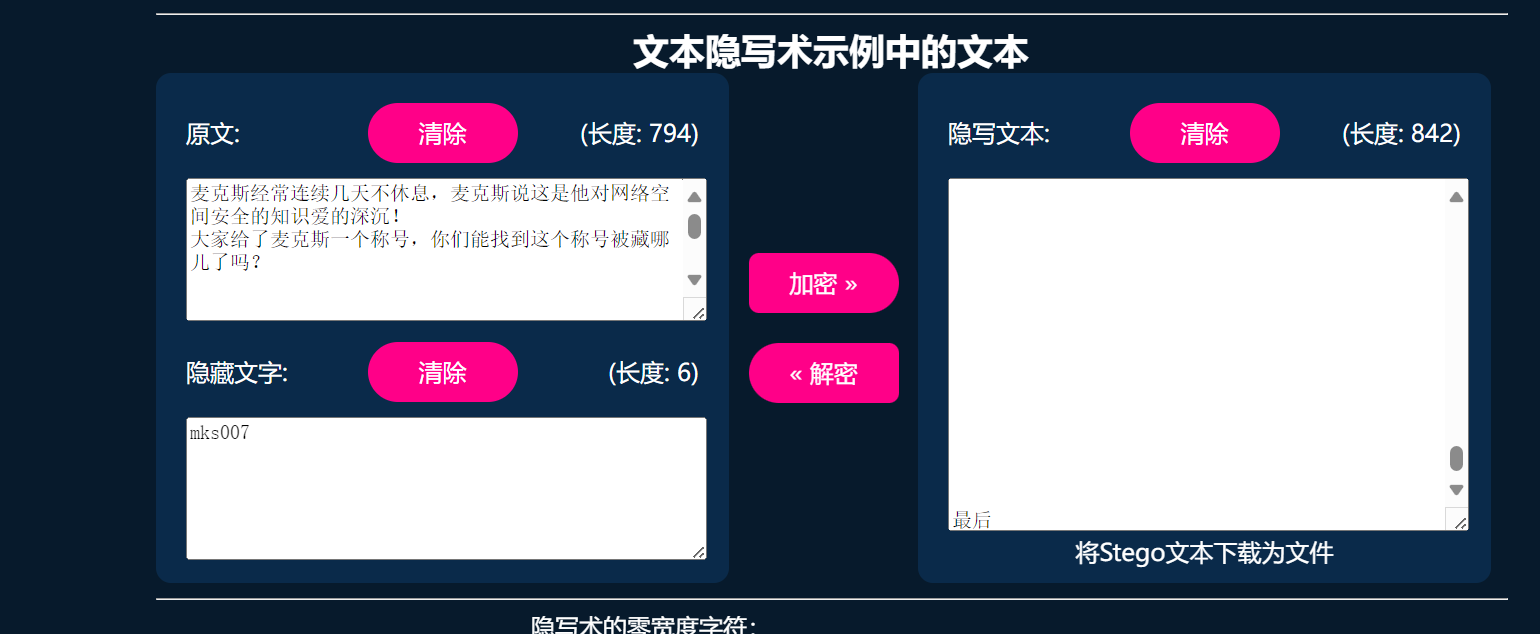 文本隐写术示例中的文本
原文:
清除
(长度: 794)
麦克斯经常连续几天不休息，麦克斯说这是他对网络空
间安全的知识爱的深沉！
大家给了麦克斯一个称号，你们能找到这个称号被藏哪
儿了吗？
隐藏文字:
清除
(长度: 6)
mks007
加密 »
« 解密
隐写文本:
清除
(长度: 842)
最后
将Stego文本下载为文件
隐写术的零宽度字符：